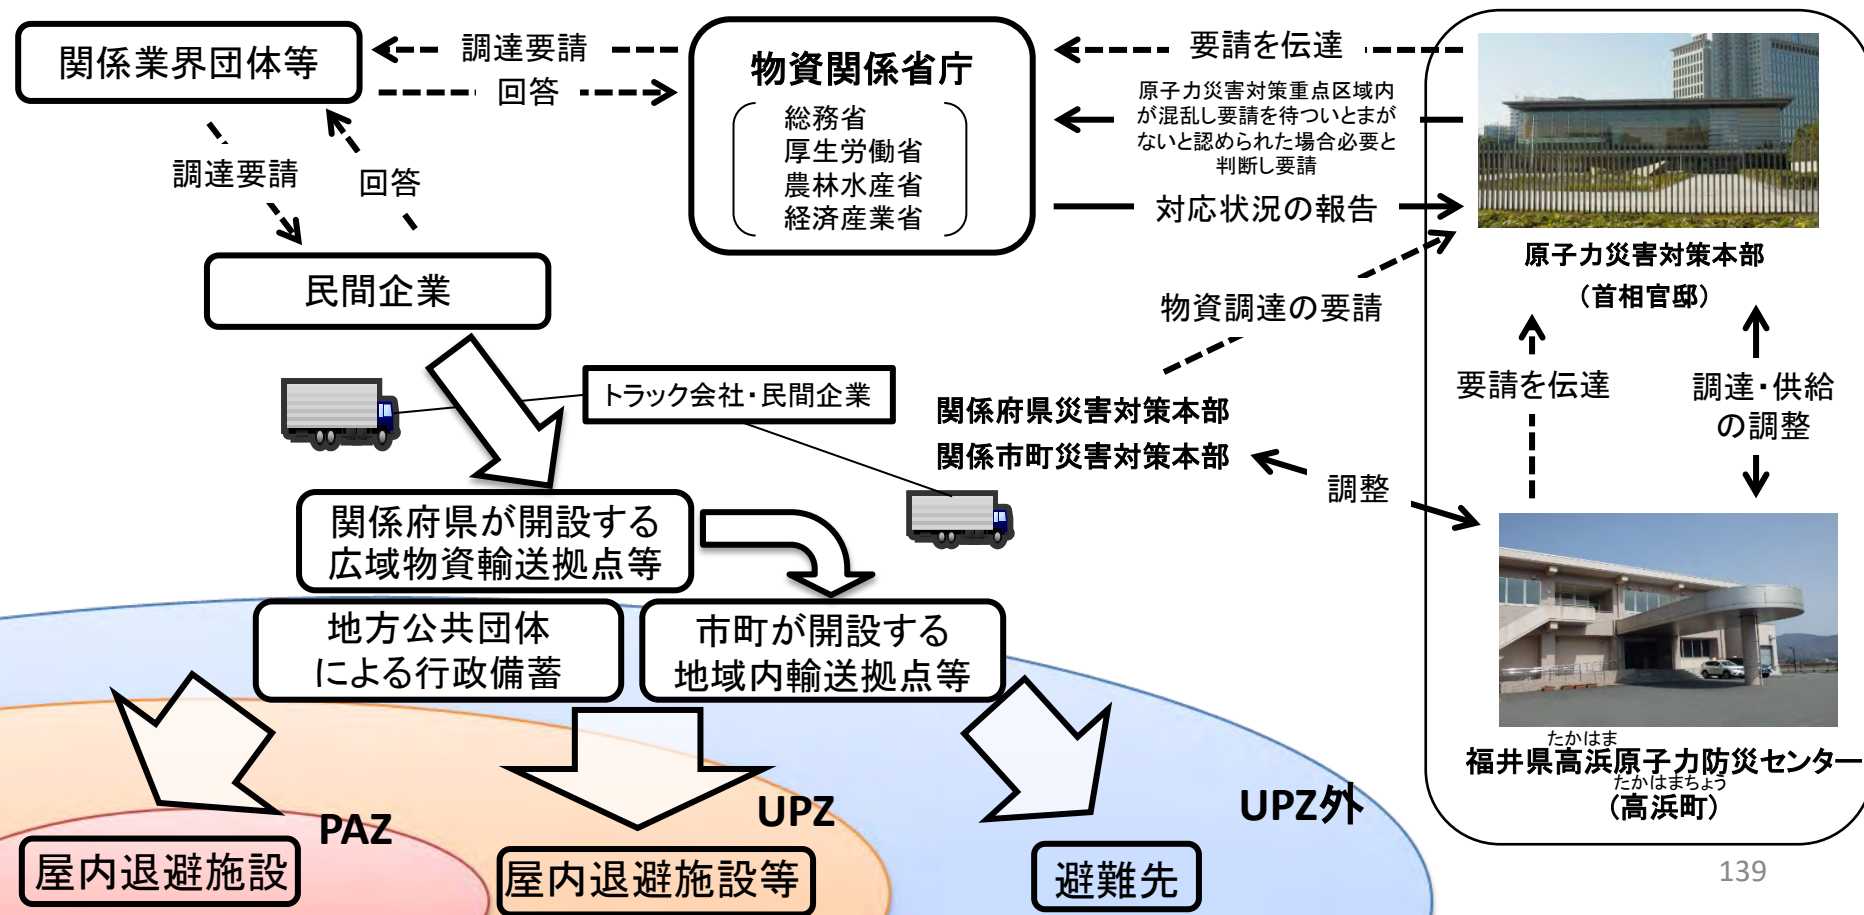 関係業界団体等
調達要請
回答
物資関係省庁
総務省
厚生労働省
農林水産省
経済産業省
要請を伝達
原子力災害対策重点区域内
が混乱し要請を待ついとまが
ないと認められた場合必要と
判断し要請
対応状況の報告
原子力災害対策本部
（首相官邸）
調達要請
回答
民間企業
物資調達の要請
トラック会社・民間企業
関係府県災害対策本部
関係市町災害対策本部
要請を伝達
調達・供給
の調整
調整
関係府県が開設する
広域物資輸送拠点等
地方公共団体
による行政備蓄
市町が開設する
地域内輸送拠点等
たかはま
福井県高浜原子力防災センター
たかはまちょう
（高浜町）
PAZ
UPZ
UPZ外
屋内退避施設
屋内退避施設等
避難先
139